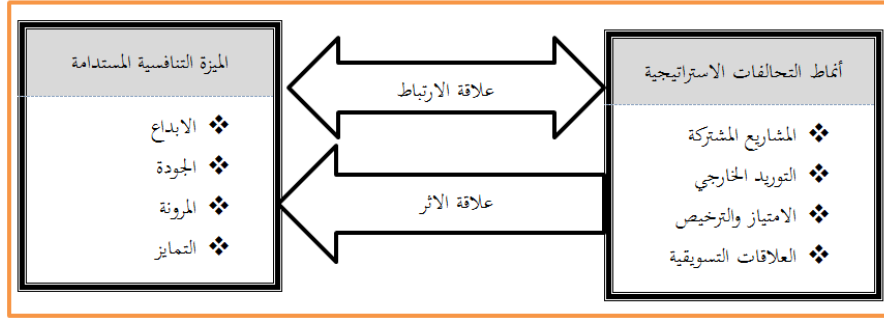 أنماط التحالفات الاستراتيجية
❖ المشاريع المشتركة
❖ التوريد الخارجي
❖ الامتياز والترخيص
❖ العلاقات التسويقية
علاقة الارتباط
علاقة الاثر
الميزة التنافسية المستدامة
❖ الابداع
❖ الجودة
❖ المرونة
❖ التمايز